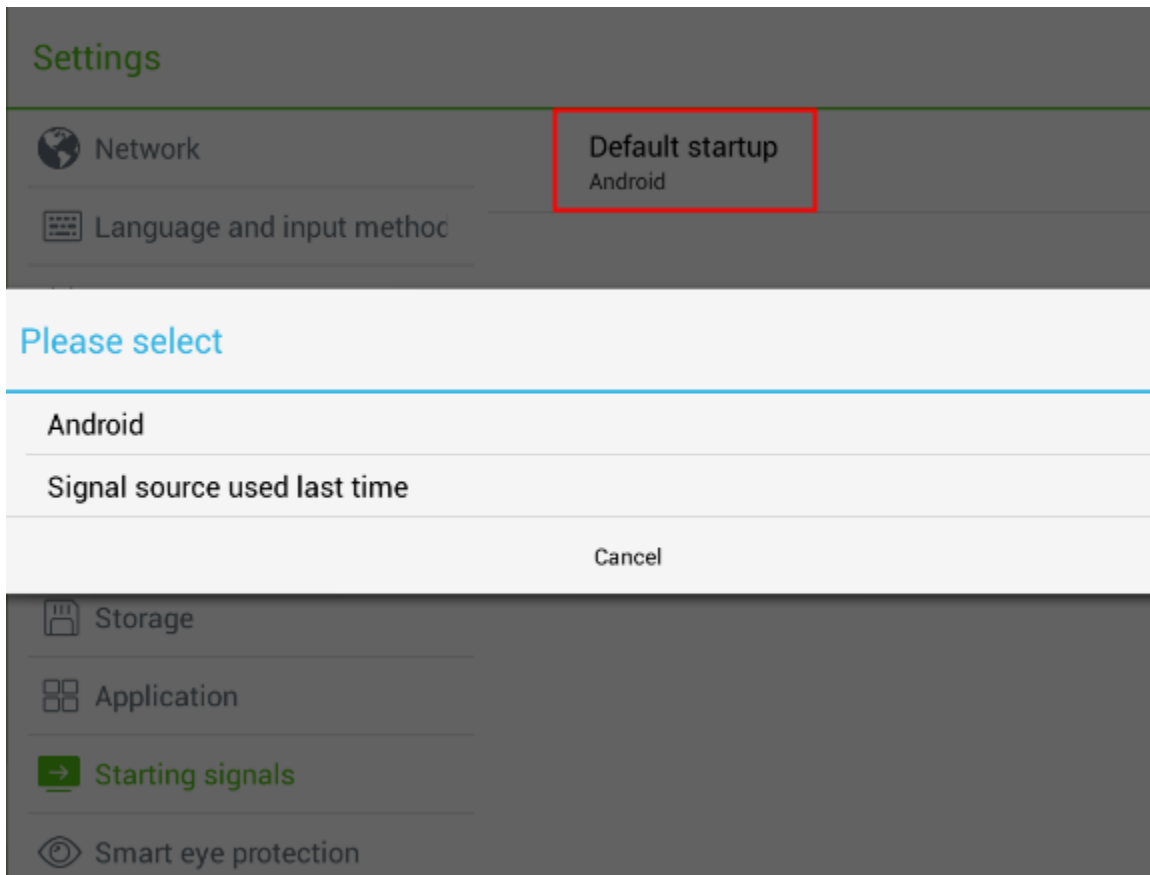 Settings
Network
Default startup
Android
Language and input method
Please select
Android
Signal source used last time
Cancel
Storage
Application
Starting signals
Smart eye protection